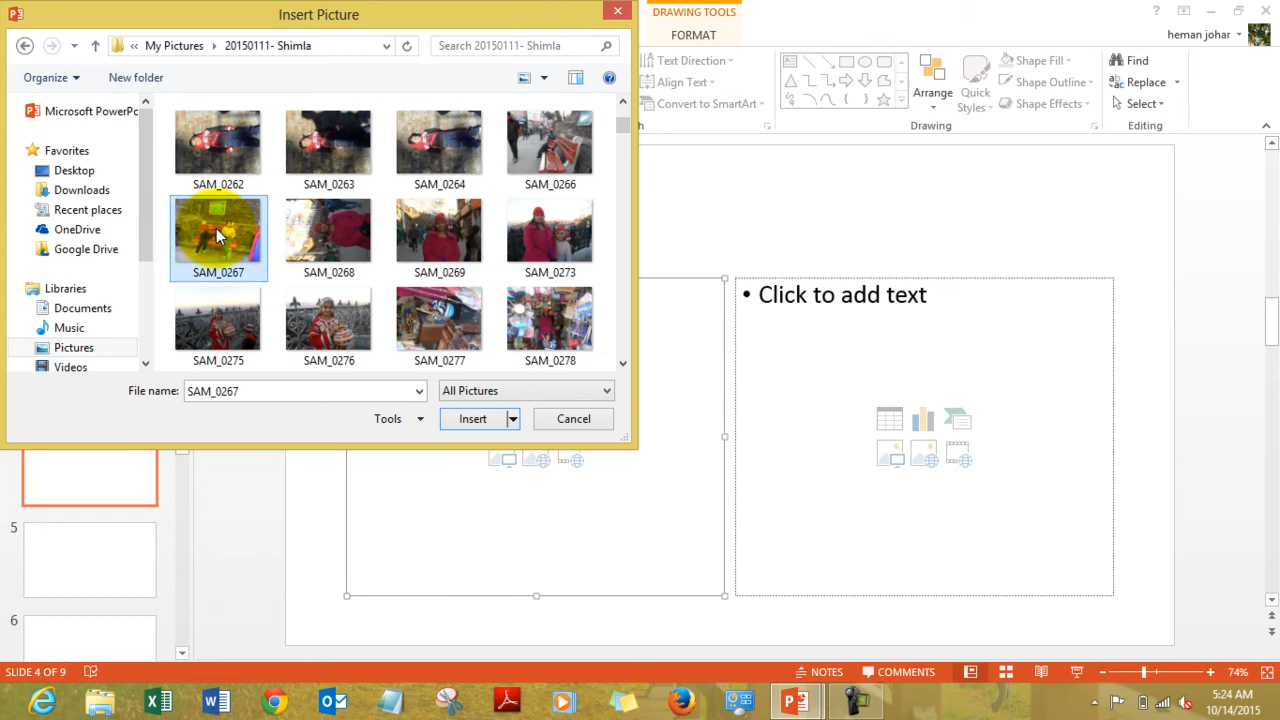 Insert Picture
DRAWING TOOLS
FORMAT
heman johar
My Pictures
20150111- Shimla
Search 20150111- Shimla
Organize
New folder
Microsoft PowerPc
Favorites
Desktop
Downloads
Recent places
OneDrive
Google Drive
Libraries
Documents
Music
Pictures
Videos
SAM_0262
SAM_0263
SAM_0264
SAM_0266
SAM_0267
SAM_0268
SAM_0269
SAM_0273
SAM_0275
SAM_0276
SAM_0277
SAM_0278
File name:
SAM_0267
All Pictures
Tools
Insert
Cancel
Text Direction
Align Text
Convert to SmartArt
h
Arrange
Quick
Styles
Shape Fill
Shape Outline
Shape Effects
Drawing
Find
Replace
Select
Editing
• Click to add text
5
6
SLIDE 4 OF 9
NOTES
COMMENTS
74%
5:24 AM
10/14/2015